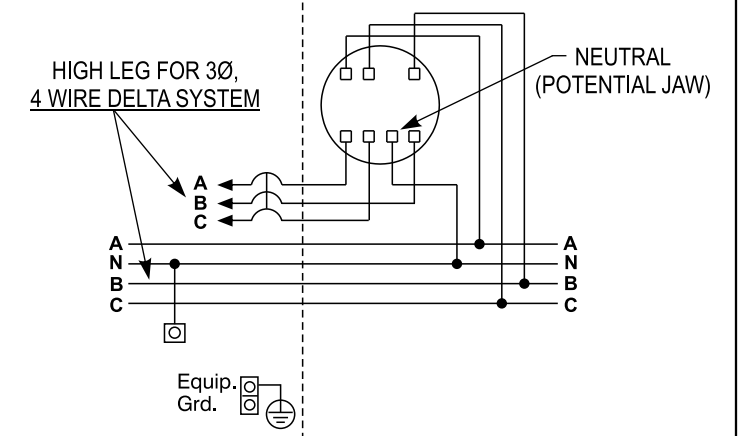 HIGH LEG FOR 3Ø,
4 WIRE DELTA SYSTEM
NEUTRAL
(POTENTIAL JAW)
A
B
C
A A
N N
B B
C C
Equip.
Grd.